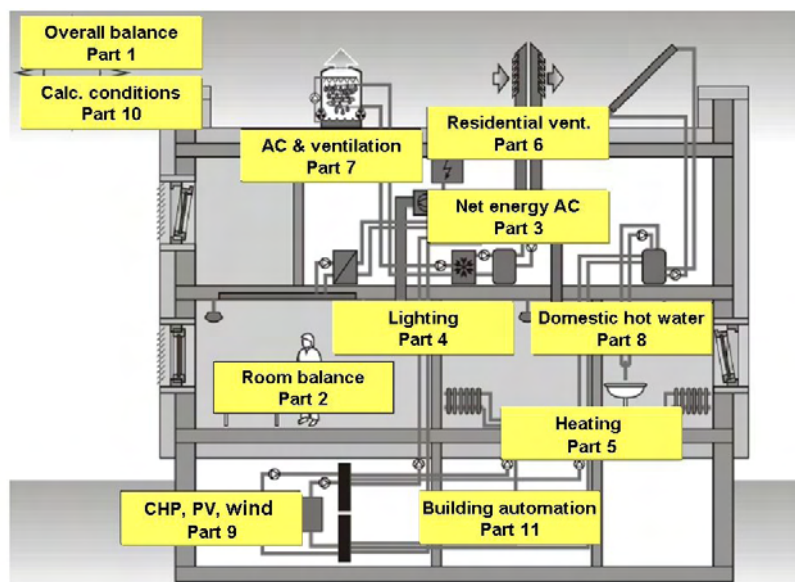 Overall balance
Part 1
Calc. conditions
Part 10
AC & ventilation
Part 7
Residential vent.
Part 6
Net energy AC
Part 3
Lighting
Part 4
Domestic hot water
Part 8
Room balance
Part 2
Heating
Part 5
CHP, PV, wind
Part 9
Building automation
Part 11